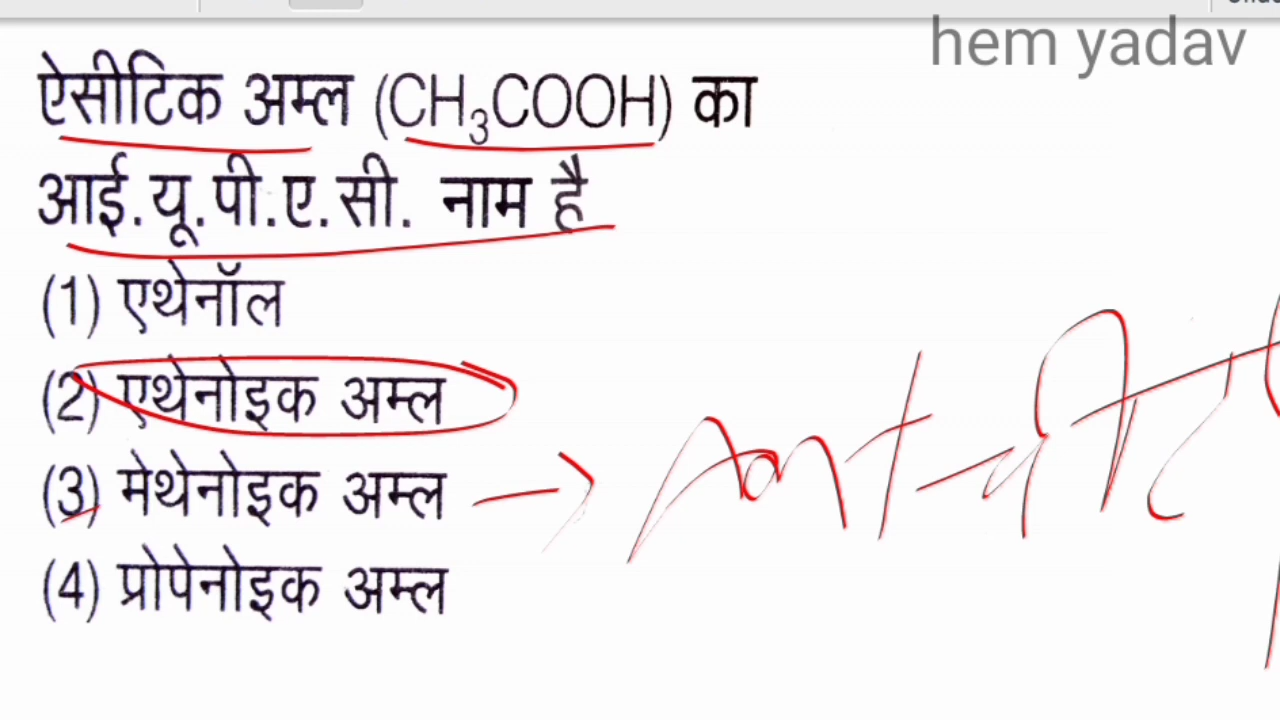 hem yadav
ऐसीटिक अम्ल (CH₃COOH) का
आई.यू.पी.ए.सी. नाम है
(1) एथेनॉल
(2) एथेनोइक अम्ल
(3) मेथेनोइक अम्ल
(4) प्रोपेनोइक अम्ल